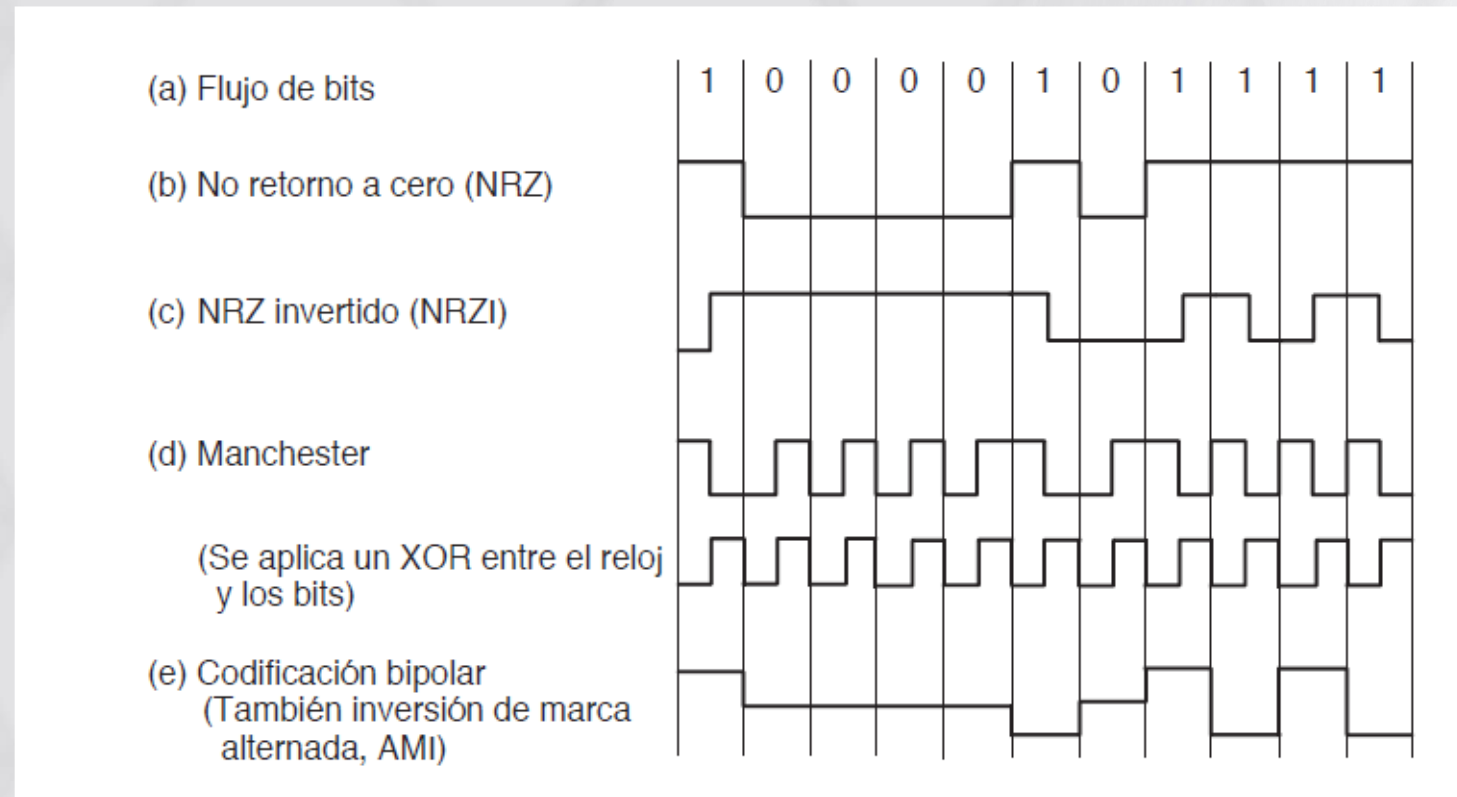 (a) Flujo de bits
1 0 0 0 0 1 0 1 1 1 1
(b) No retorno a cero (NRZ)
(c) NRZ invertido (NRZI)
(d) Manchester
(Se aplica un XOR entre el reloj
y los bits)
(e) Codificación bipolar
(También inversión de marca
alternada, AMI)